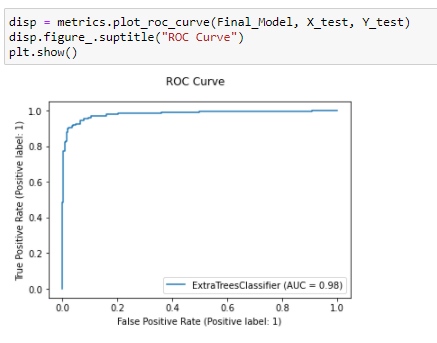 disp = metrics.plot_roc_curve(Final_Model, X_test, Y_test)
disp.figure_.suptitle("ROC Curve")
plt.show()
ROC Curve
True Positive Rate (Positive label: 1)
1.0
0.8
0.6
0.4
0.2
0.0
ExtraTreesClassifier (AUC = 0.98)
0.0 0.2 0.4 0.6 0.8 1.0
False Positive Rate (Positive label: 1)